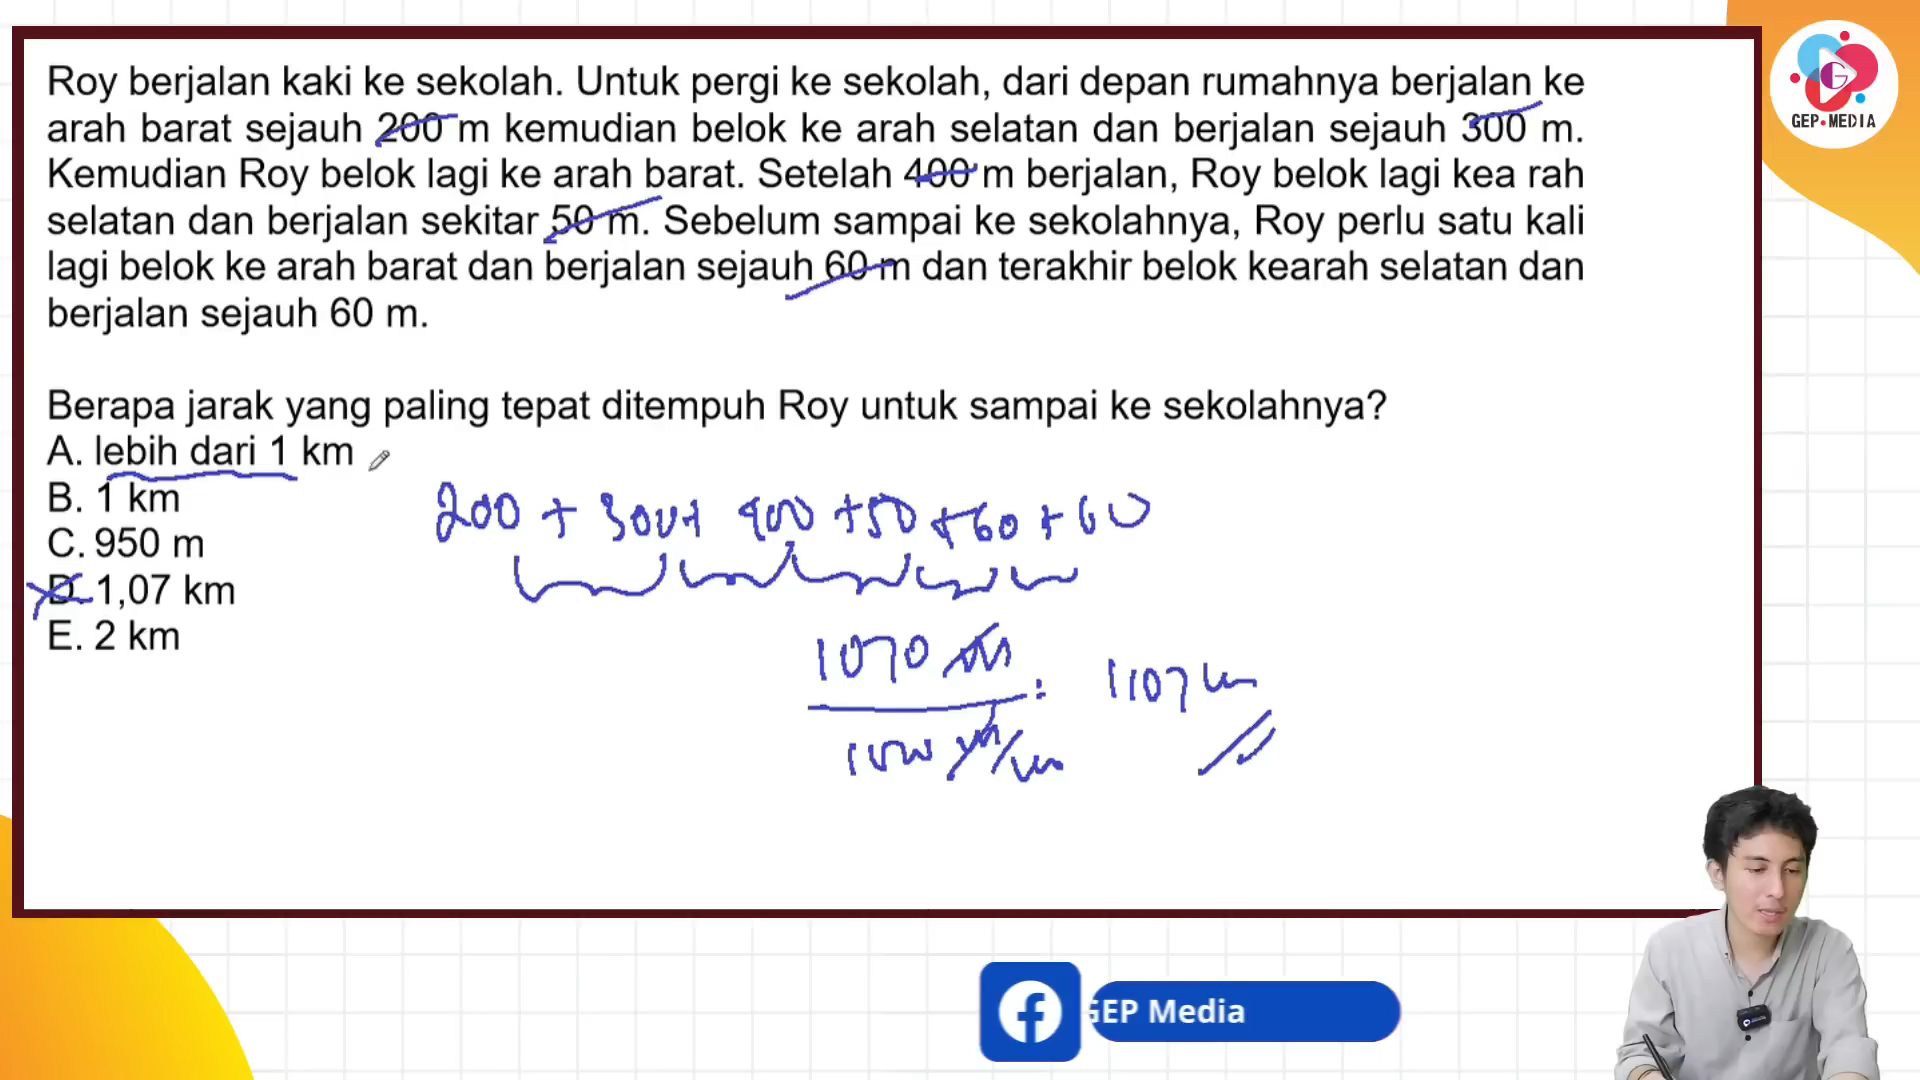 Roy berjalan kaki ke sekolah. Untuk pergi ke sekolah, dari depan rumahnya berjalan ke
arah barat sejauh 200 m kemudian belok ke arah selatan dan berjalan sejauh 300 m.
Kemudian Roy belok lagi ke arah barat. Setelah 400 m berjalan, Roy belok lagi kea rah
selatan dan berjalan sekitar 50 m. Sebelum sampai ke sekolahnya, Roy perlu satu kali
lagi belok ke arah barat dan berjalan sejauh 60 m dan terakhir belok kearah selatan dan
berjalan sejauh 60 m.
Berapa jarak yang paling tepat ditempuh Roy untuk sampai ke sekolahnya?
A. lebih dari 1 km
B. 1 km
C. 950 m
D. 1,07 km
E. 2 km
200 + 300 + 400 + 50 + 60 + 60
1070 m
1000 m/km
: 1,07 km
G
GEP•MEDIA
GEP Media